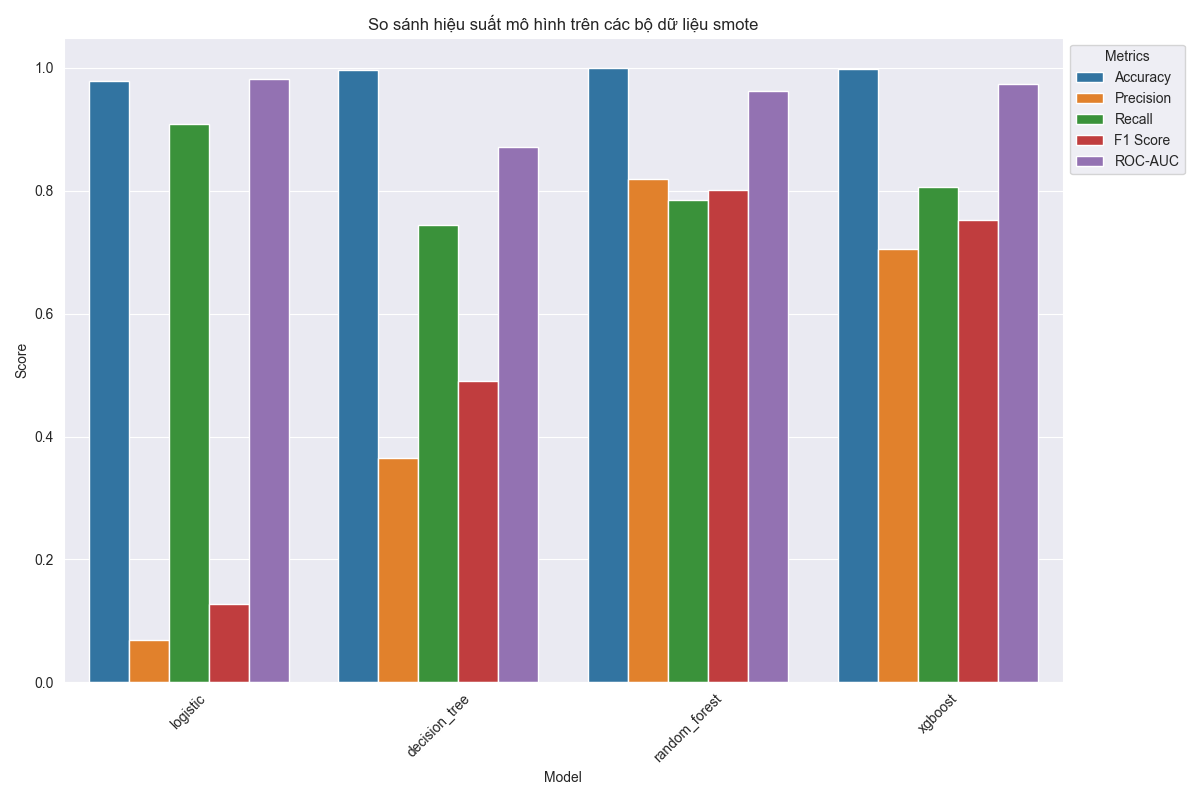 So sánh hiệu suất mô hình trên các bộ dữ liệu smote
Metrics
Accuracy
Precision
Recall
F1 Score
ROC-AUC
Score
1.0
0.8
0.6
0.4
0.2
0.0
logistic
decision_tree
random_forest
xgboost
Model